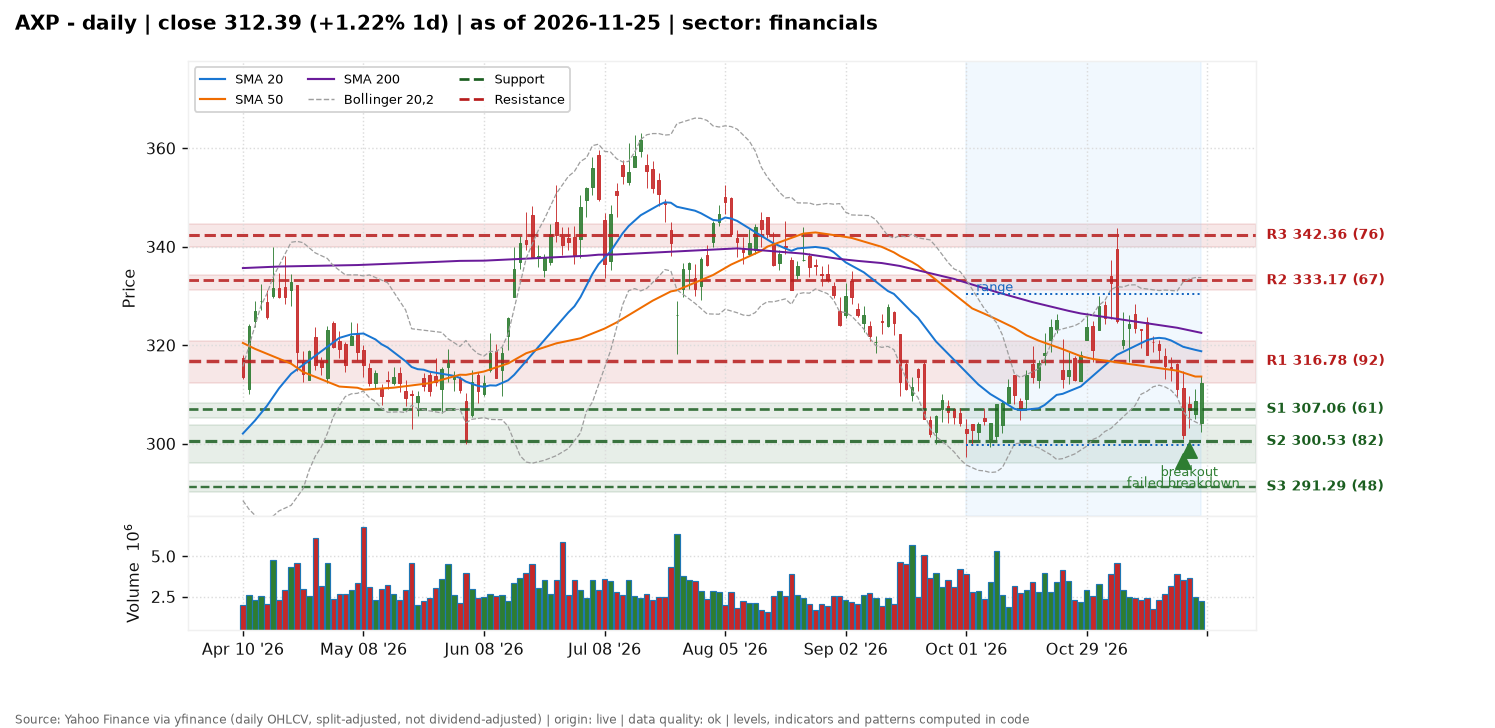 AXP - daily | close 312.39 (+1.22% 1d) | as of 2026-11-25 | sector: financials
SMA 20
SMA 50
SMA 200
Bollinger 20,2
Support
Resistance
Price
360
340
320
300
range
breakout
failed breakdown
R3 342.36 (76)
R2 333.17 (67)
R1 316.78 (92)
S1 307.06 (61)
S2 300.53 (82)
S3 291.29 (48)
Volume 10⁶
5.0
2.5
Apr 10 '26
May 08 '26
Jun 08 '26
Jul 08 '26
Aug 05 '26
Sep 02 '26
Oct 01 '26
Oct 29 '26
Source: Yahoo Finance via yfinance (daily OHLCV, split-adjusted, not dividend-adjusted) | origin: live | data quality: ok | levels, indicators and patterns computed in code